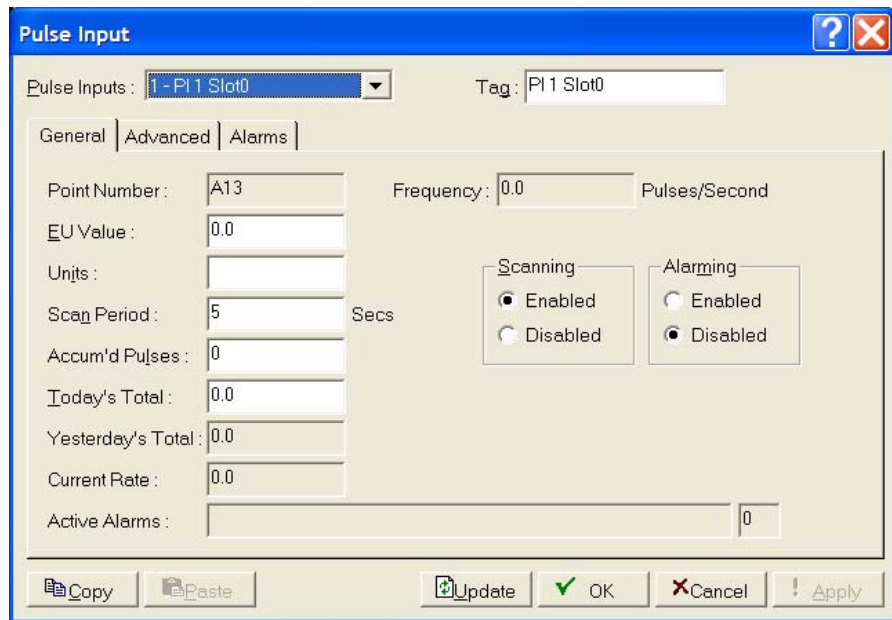 Pulse Input
Pulse Inputs : 1 - PI 1 Slot0 Tag : PI 1 Slot0
General Advanced Alarms
Point Number : A13 Frequency : 0.0 Pulses/Second
EU Value : 0.0
Units :
Scanning Alarming
Scan Period : 5 Secs
Enabled Enabled
Disabled Disabled
Accum'd Pulses : 0
Today's Total : 0.0
Yesterday's Total : 0.0
Current Rate : 0.0
Active Alarms : 0
Copy Paste Update OK Cancel Apply